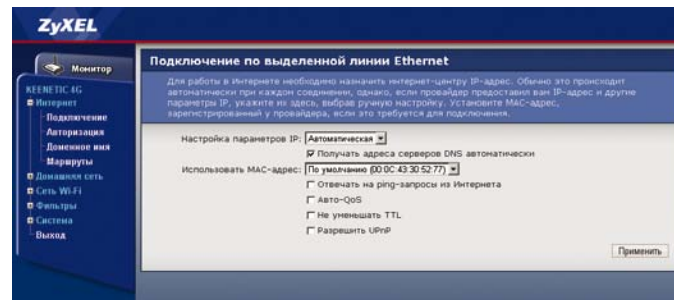 ZyXEL
Монитор
KEENETIC 4G
Интернет
Подключение
Авторизация
Доменное имя
Маршруты
Домашняя сеть
Сеть Wi-Fi
Фильтры
Система
Выход
Подключение по выделенной линии Ethernet
Для работы в Интернете необходимо назначить интернет-центру IP-адрес. Обычно это происходит
автоматически при каждом соединении, однако, если провайдер предоставил вам IP-адрес и другие
параметры IP, укажите их здесь, выбрав ручную настройку. Установите MAC-адрес,
зарегистрированный у провайдера, если это требуется для подключения.
Настройка параметров IP: Автоматическая
Получать адреса серверов DNS автоматически
Использовать MAC-адрес: По умолчанию (00:0C:43:30:52:77)
Отвечать на ping-запросы из Интернета
Авто-QoS
Не уменьшать TTL
Разрешить UPnP
Применить